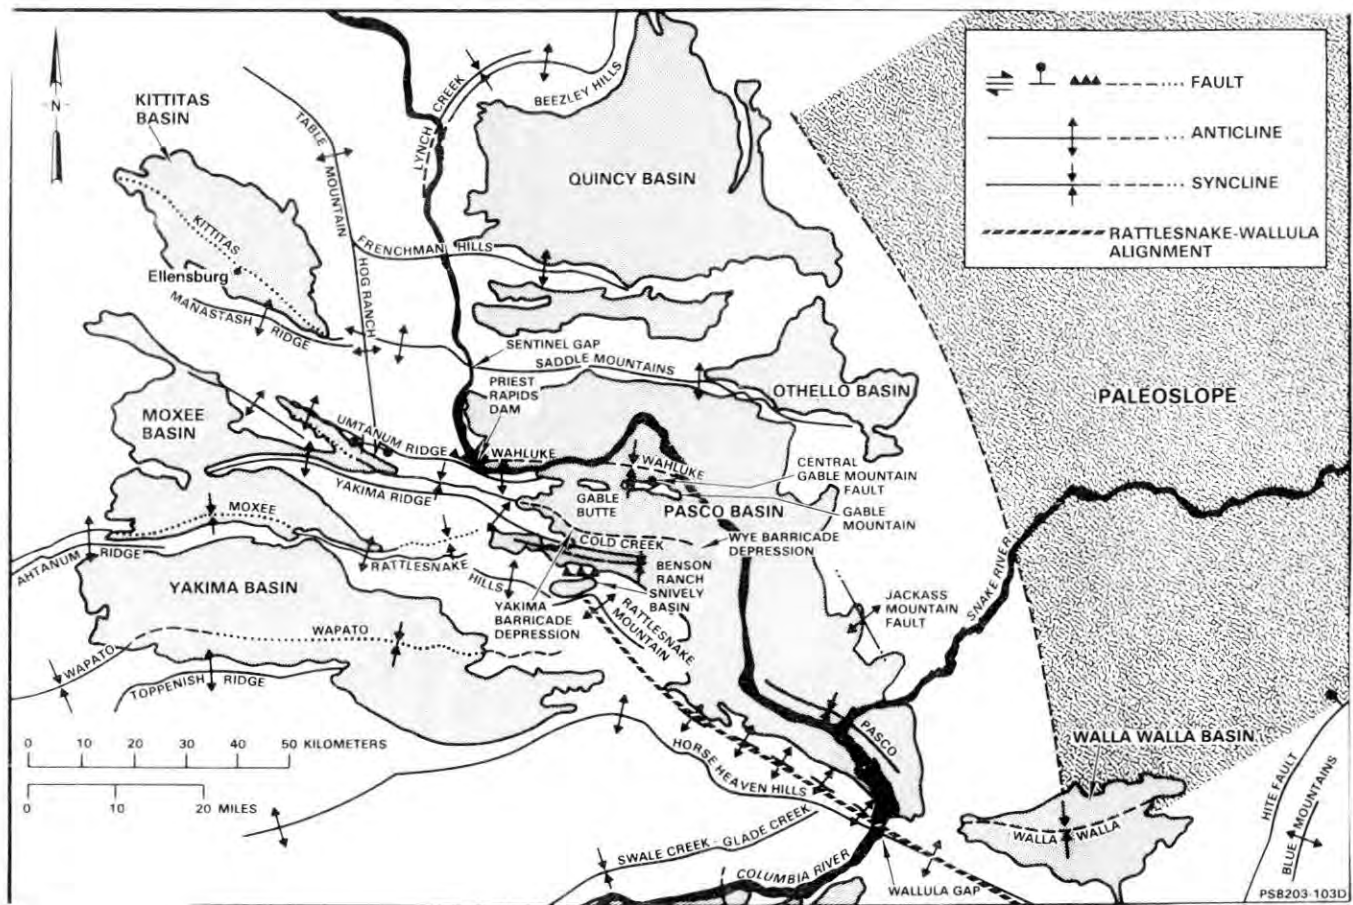 N
KITTITAS
BASIN
TABLE
MOUNTAIN
HOG RANCH
LYNCH
CREEK
BEEZLEY HILLS
QUINCY BASIN
FAULT
ANTICLINE
SYNCLINE
RATTLESNAKE-WALLULA
ALIGNMENT
KITTITAS
Ellensburg
MANASTASH
RIDGE
FRENCHMAN HILLS
SENTINEL GAP
SADDLE MOUNTAINS
OTHELLO BASIN
PALEOSLOPE
PRIEST
RAPIDS
DAM
MOXEE
BASIN
UMTANUM RIDGE
WAHLUKE
WAHLUKE
CENTRAL
GABLE MOUNTAIN
FAULT
YAKIMA RIDGE
GABLE
BUTTE
PASCO BASIN
GABLE
MOUNTAIN
MOXEE
COLD CREEK
WYE BARRICADE
DEPRESSION
AHTANUM
RIDGE
RATTLESNAKE
HILLS
BENSON
RANCH
SNIVELY
BASIN
YAKIMA BASIN
YAKIMA
BARRICADE
DEPRESSION
RATTLESNAKE
MOUNTAIN
JACKASS
MOUNTAIN
FAULT
SNAKE RIVER
WAPATO
WAPATO
TOPPENISH
RIDGE
0 10 20 30 40 50 KILOMETERS
0 10 20 MILES
PASCO
HORSE
HEAVEN HILLS
WALLA WALLA BASIN
WALLA
WALLA
HITE FAULT
BLUE
MOUNTAINS
SWALE CREEK - GLADE CREEK
COLUMBIA RIVER
WALLULA GAP
PS8203-103D